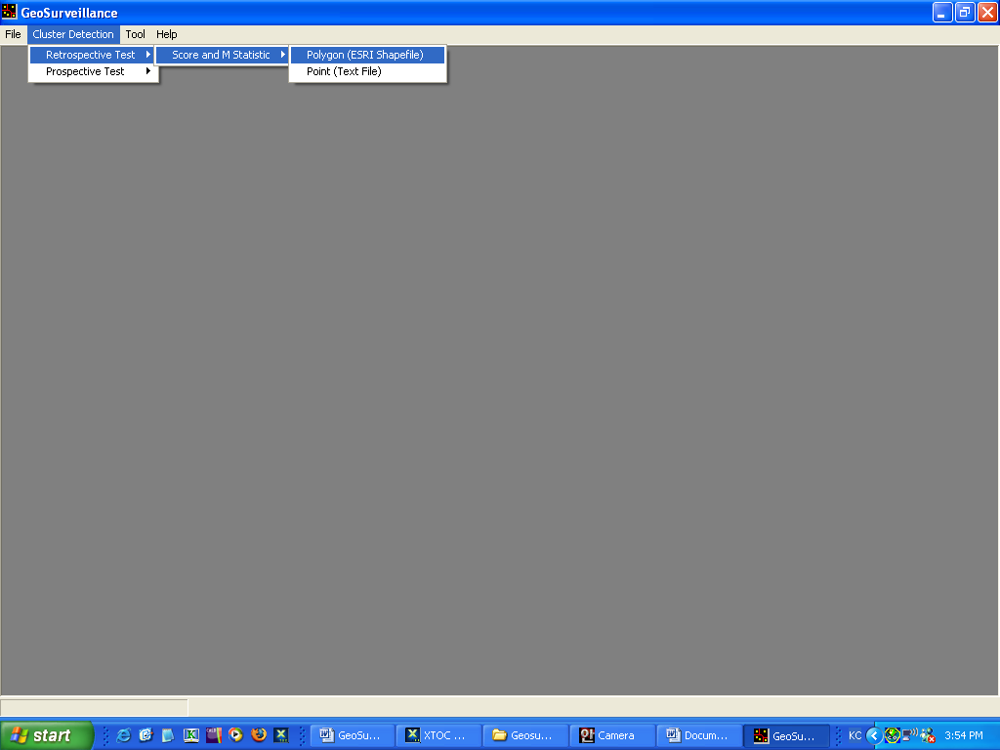 GeoSurveillance
File Cluster Detection Tool Help
Retrospective Test Score and M Statistic Polygon (ESRI Shapefile)
Prospective Test Point (Text File)
start GeoSu... XTOC ... Geosu... Camera Docum... GeoSu... KC 3:54 PM